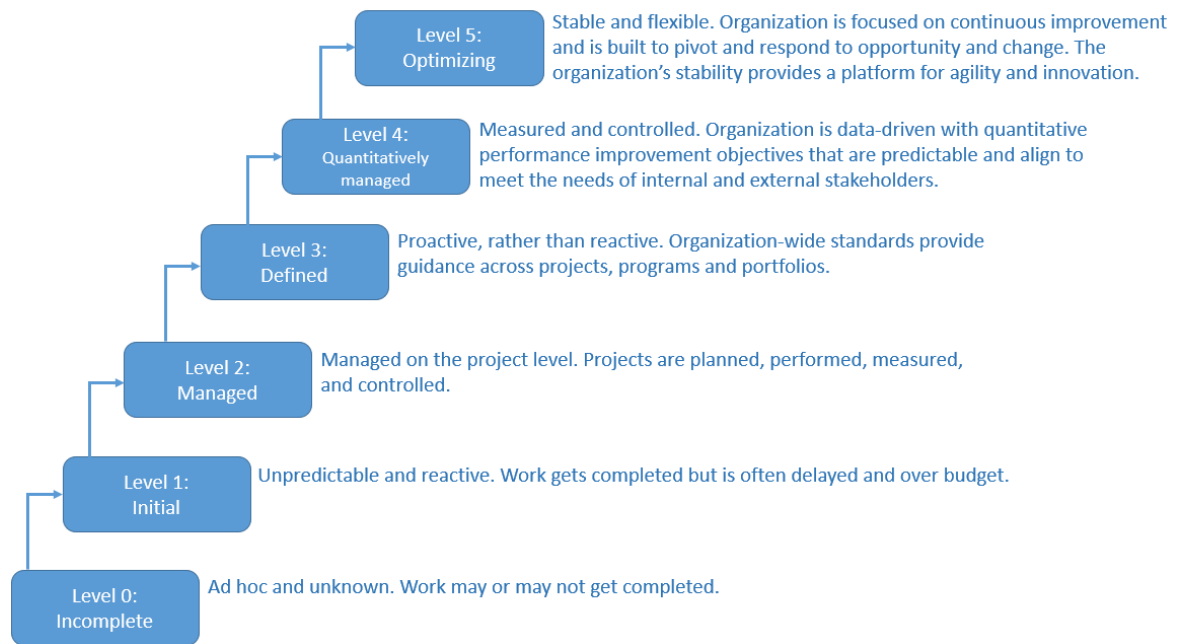 Level 5:
Optimizing
Stable and flexible. Organization is focused on continuous improvement
and is built to pivot and respond to opportunity and change. The
organization's stability provides a platform for agility and innovation.
Level 4:
Quantitatively
managed
Measured and controlled. Organization is data-driven with quantitative
performance improvement objectives that are predictable and align to
meet the needs of internal and external stakeholders.
Level 3:
Defined
Proactive, rather than reactive. Organization-wide standards provide
guidance across projects, programs and portfolios.
Level 2:
Managed
Managed on the project level. Projects are planned, performed, measured,
and controlled.
Level 1:
Initial
Unpredictable and reactive. Work gets completed but is often delayed and over budget.
Level 0:
Incomplete
Ad hoc and unknown. Work may or may not get completed.